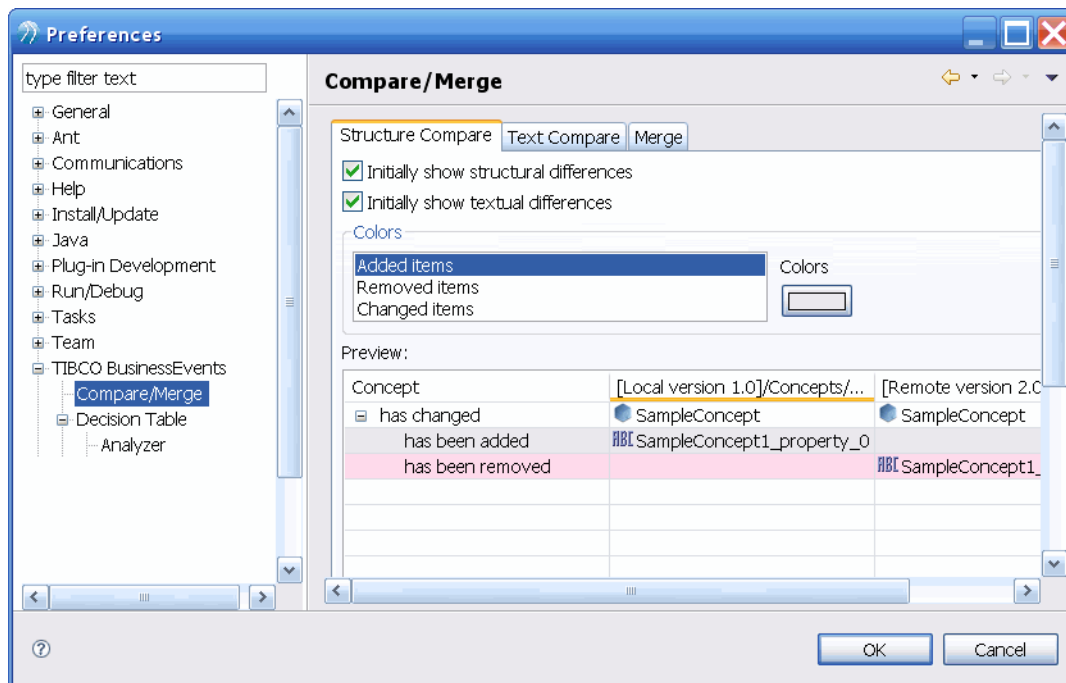 Preferences
type filter text
General
Ant
Communications
Help
Install/Update
Java
Plug-in Development
Run/Debug
Tasks
Team
TIBCO BusinessEvents
Compare/Merge
Decision Table
Analyzer
Compare/Merge
Structure Compare Text Compare Merge
Initially show structural differences
Initially show textual differences
Colors
Added items
Removed items
Changed items
Colors
Preview:
Concept [Local version 1.0]/Concepts/... [Remote version 2.0
has changed SampleConcept SampleConcept
has been added ABC SampleConcept1_property_0
has been removed ABC SampleConcept1_
OK Cancel